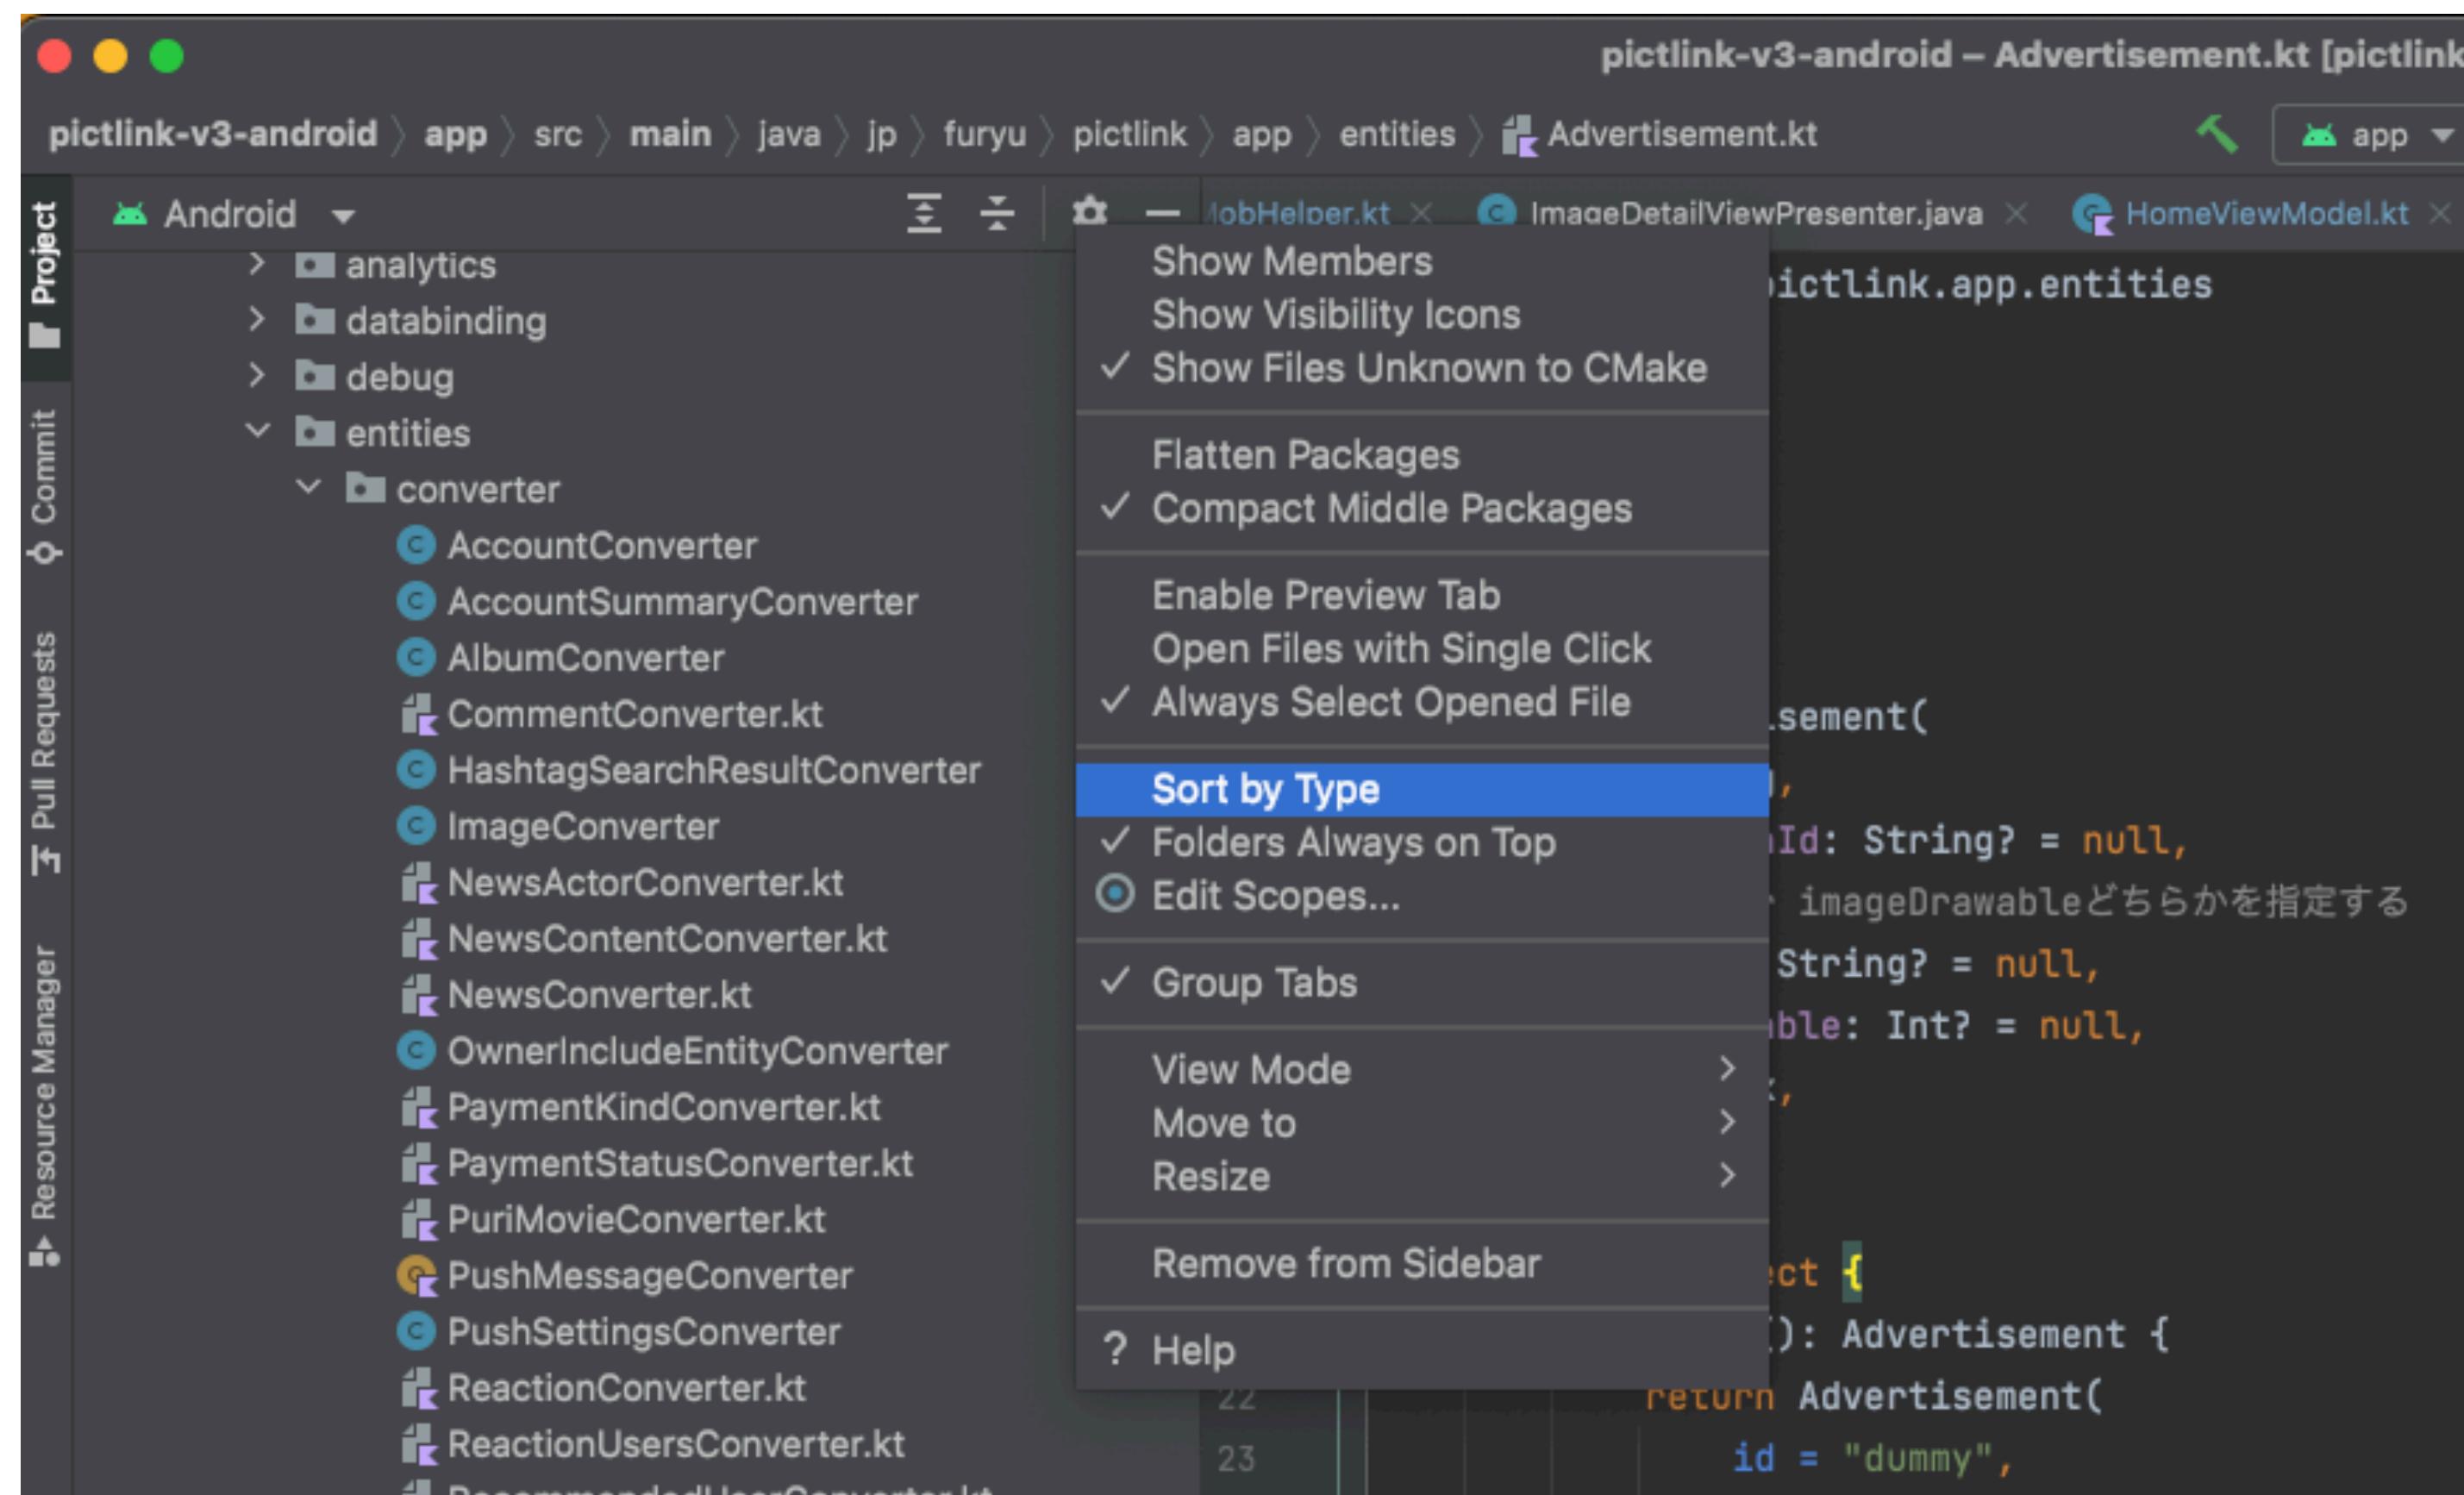 pictlink-v3-android – Advertisement.kt [pictlink
pictlink-v3-android 〉 app 〉 src 〉 main 〉 java 〉 jp 〉 furyu 〉 pictlink 〉 app 〉 entities 〉 Advertisement.kt
app
Project
Commit
Pull Requests
Resource Manager
Android
analytics
databinding
debug
entities
converter
AccountConverter
AccountSummaryConverter
AlbumConverter
CommentConverter.kt
HashtagSearchResultConverter
ImageConverter
NewsActorConverter.kt
NewsContentConverter.kt
NewsConverter.kt
OwnerIncludeEntityConverter
PaymentKindConverter.kt
PaymentStatusConverter.kt
PuriMovieConverter.kt
PushMessageConverter
PushSettingsConverter
ReactionConverter.kt
ReactionUsersConverter.kt
Show Members
Show Visibility Icons
Show Files Unknown to CMake
Flatten Packages
Compact Middle Packages
Enable Preview Tab
Open Files with Single Click
Always Select Opened File
Sort by Type
Folders Always on Top
Edit Scopes...
Group Tabs
View Mode
Move to
Resize
Remove from Sidebar
? Help
obHelper.kt
ImageDetailViewPresenter.java
HomeViewModel.kt
ictlink.app.entities
sement(
,
Id: String? = null,
imageDrawableどちらかを指定する
String? = null,
ble: Int? = null,
,
ect {
): Advertisement {
22 return Advertisement(
23 id = "dummy",